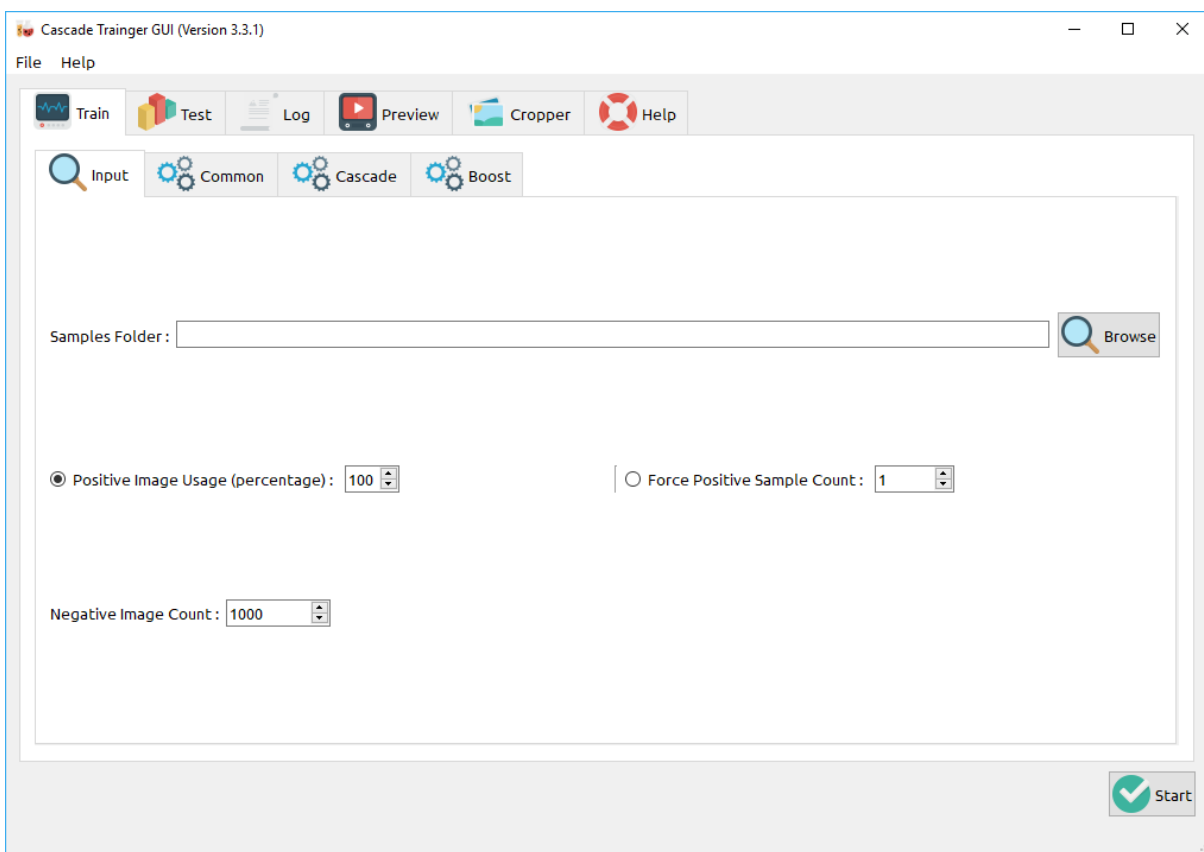 Cascade Trainger GUI (Version 3.3.1)
File Help
Train Test Log Preview Cropper Help
Input Common Cascade Boost
Samples Folder : Browse
Positive Image Usage (percentage) : 100 Force Positive Sample Count : 1
Negative Image Count : 1000
Start